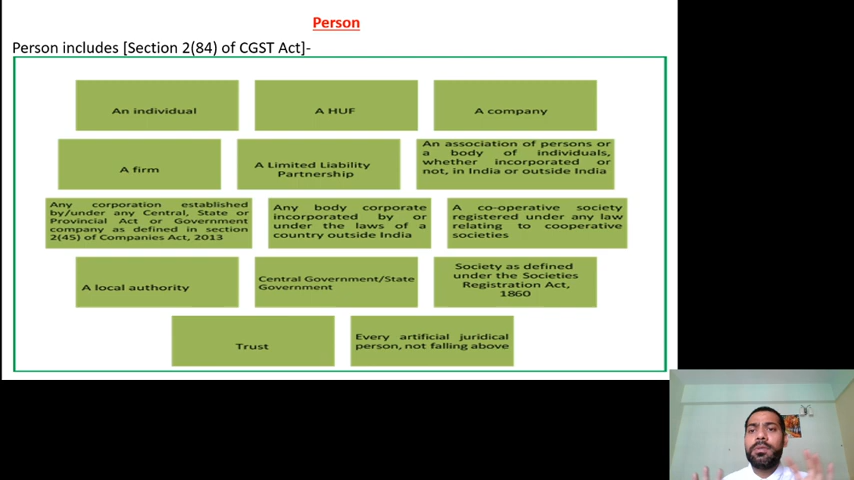 Person
Person includes [Section 2(84) of CGST Act]-
An individual
A HUF
A company
A firm
A Limited Liability
Partnership
An association of persons or
a body of individuals,
whether incorporated or
not, in India or outside India
Any corporation established
by/under any Central, State or
Provincial Act or Government
company as defined in section
2(45) of Companies Act, 2013
Any body corporate
incorporated by or
under the laws of a
country outside India
A co-operative society
registered under any law
relating to cooperative
societies
A local authority
Central Government/State
Government
Society as defined
under the Societies
Registration Act,
1860
Trust
Every artificial juridical
person, not falling above